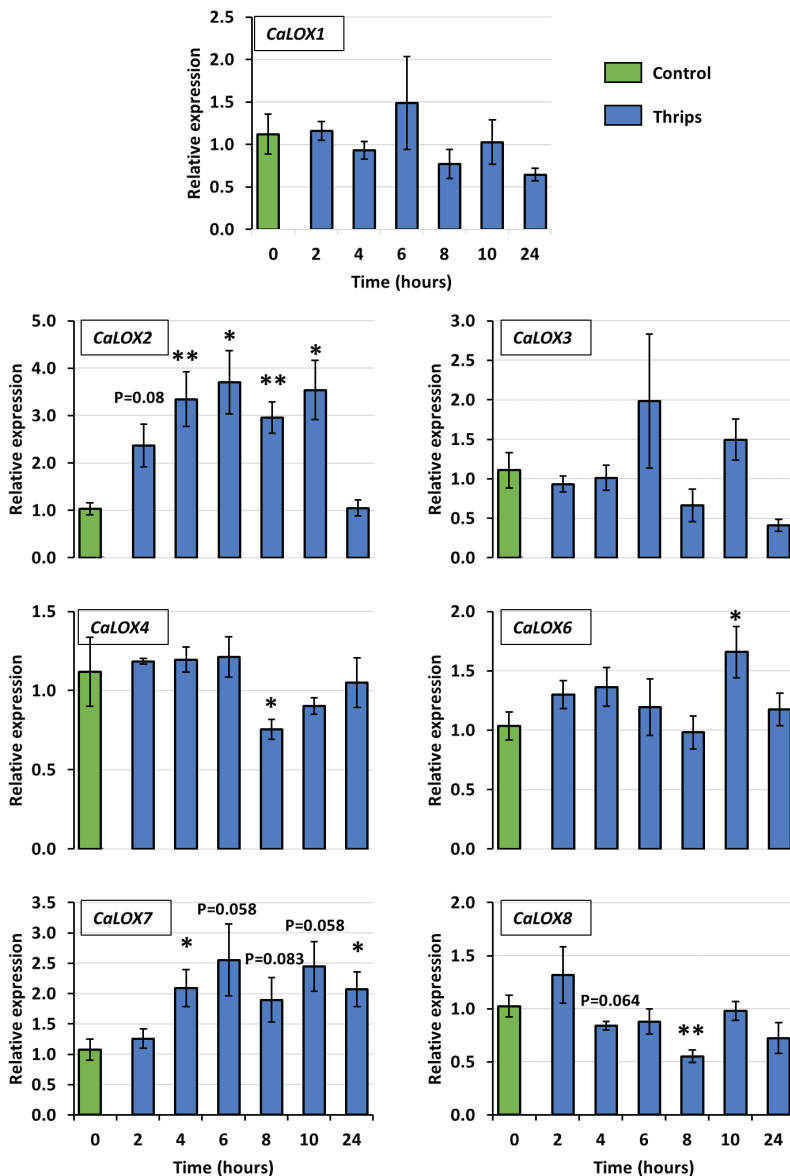 CaLOX1
Relative expression
2.5
2.0
1.5
1.0
0.5
0.0
0 2 4 6 8 10 24
Time (hours)
Control
Thrips
CaLOX2
Relative expression
5.0
4.0
3.0
2.0
1.0
0.0
P=0.08
**
*
**
*
CaLOX3
Relative expression
3.0
2.5
2.0
1.5
1.0
0.5
0.0
CaLOX4
Relative expression
1.5
1.0
0.5
0.0
*
CaLOX6
Relative expression
2.0
1.5
1.0
0.5
0.0
*
CaLOX7
Relative expression
3.5
3.0
2.5
2.0
1.5
1.0
0.5
0.0
*
P=0.058
P=0.083
P=0.058
*
0 2 4 6 8 10 24
Time (hours)
CaLOX8
Relative expression
2.0
1.5
1.0
0.5
0.0
P=0.064
**
0 2 4 6 8 10 24
Time (hours)